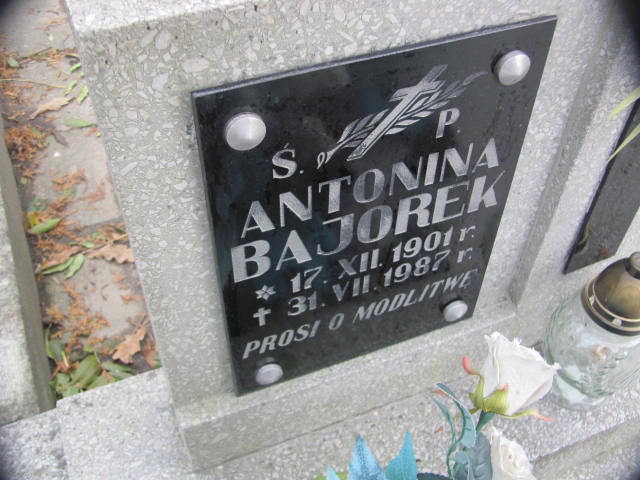 Ś. P.
ANTONINA
BAJOREK
* 17. XII. 1901 r.
✝ 31. VII. 1987 r.
PROSI O MODLITWĘ